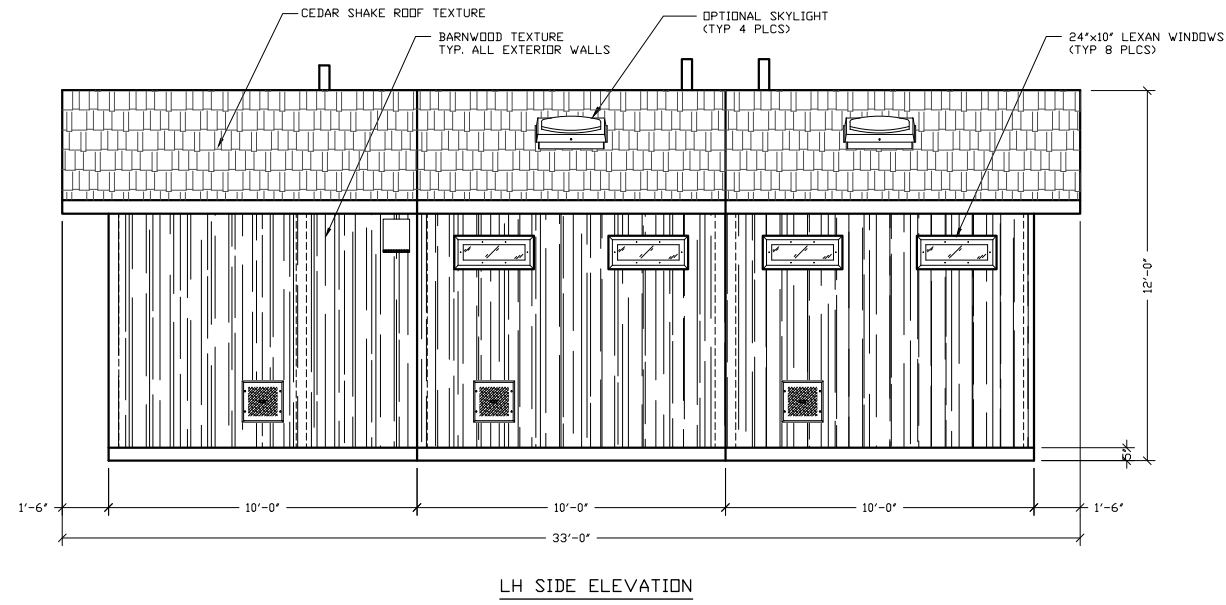 CEDAR SHAKE ROOF TEXTURE
BARNWOOD TEXTURE
TYP. ALL EXTERIOR WALLS
OPTIONAL SKYLIGHT
(TYP 4 PLCS)
24"x10" LEXAN WINDOWS
(TYP 8 PLCS)
12'-0"
5"
1'-6"
10'-0"
10'-0"
10'-0"
1'-6"
33'-0"
LH SIDE ELEVATION